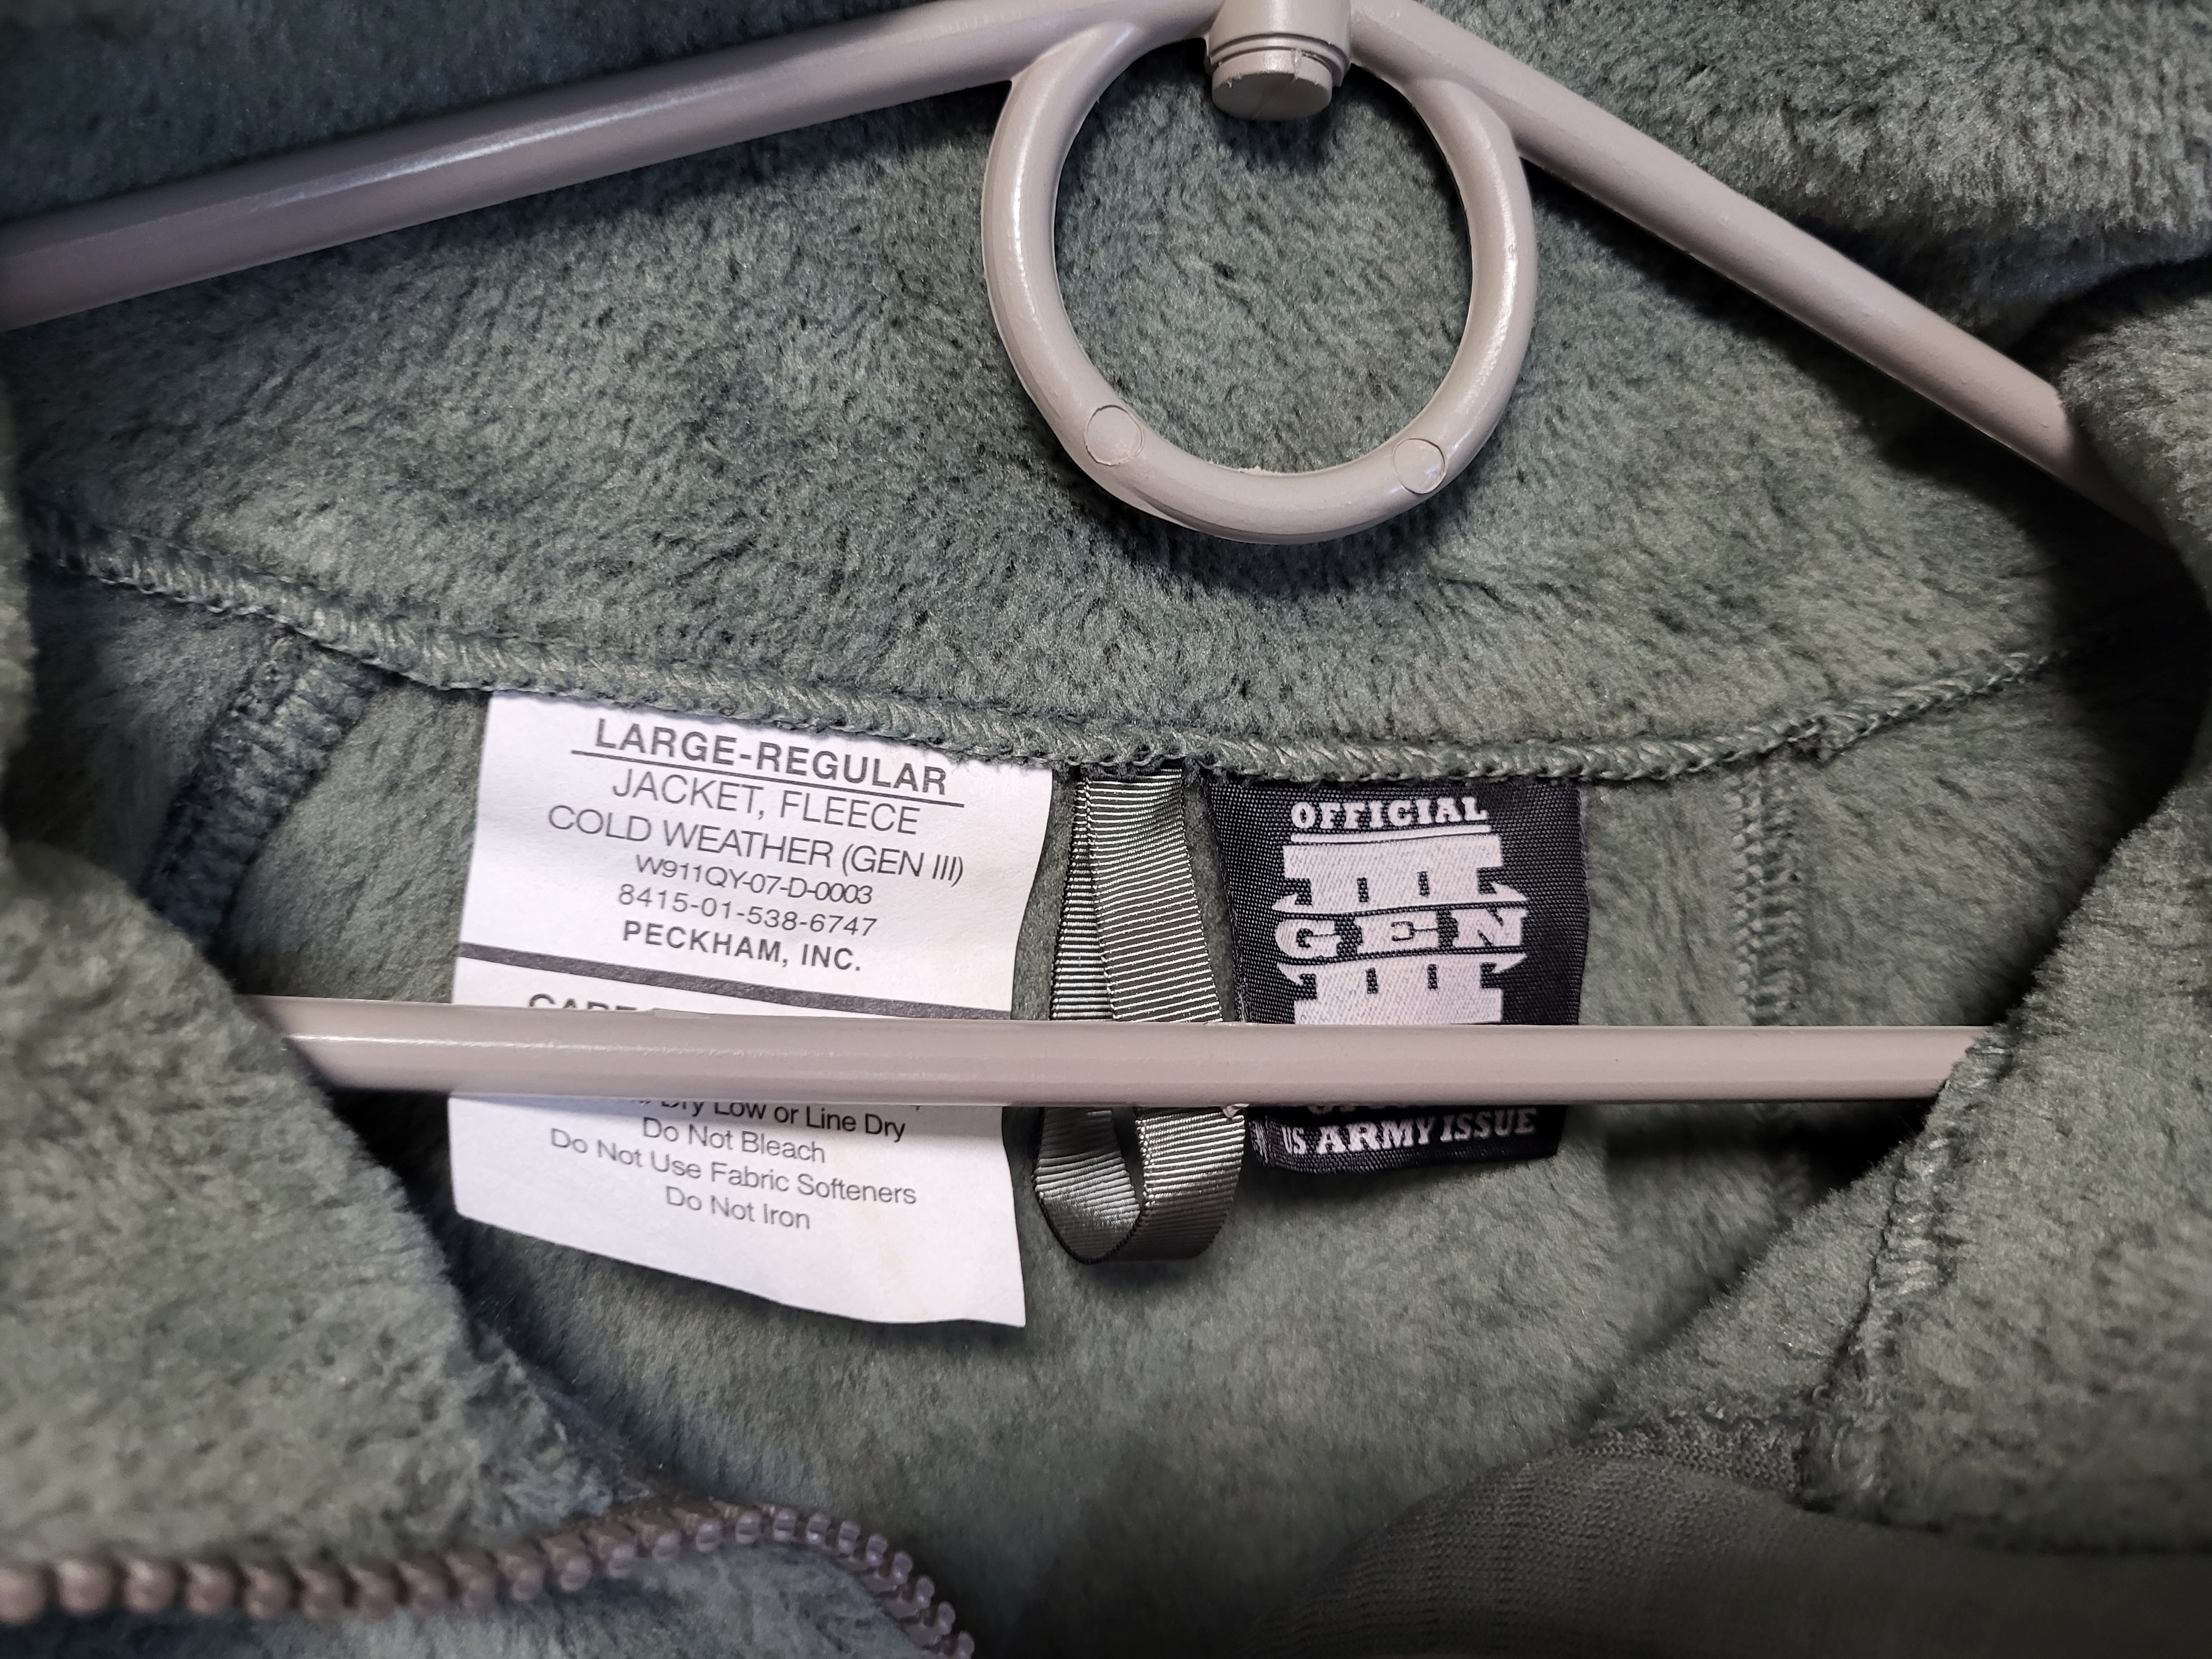 LARGE-REGULAR
JACKET, FLEECE
COLD WEATHER (GEN III)
W911QY-07-D-0003
8415-01-538-6747
PECKHAM, INC.
Dry Low or Line Dry
Do Not Bleach
Do Not Use Fabric Softeners
Do Not Iron
OFFICIAL
GEN
III
US ARMY ISSUE